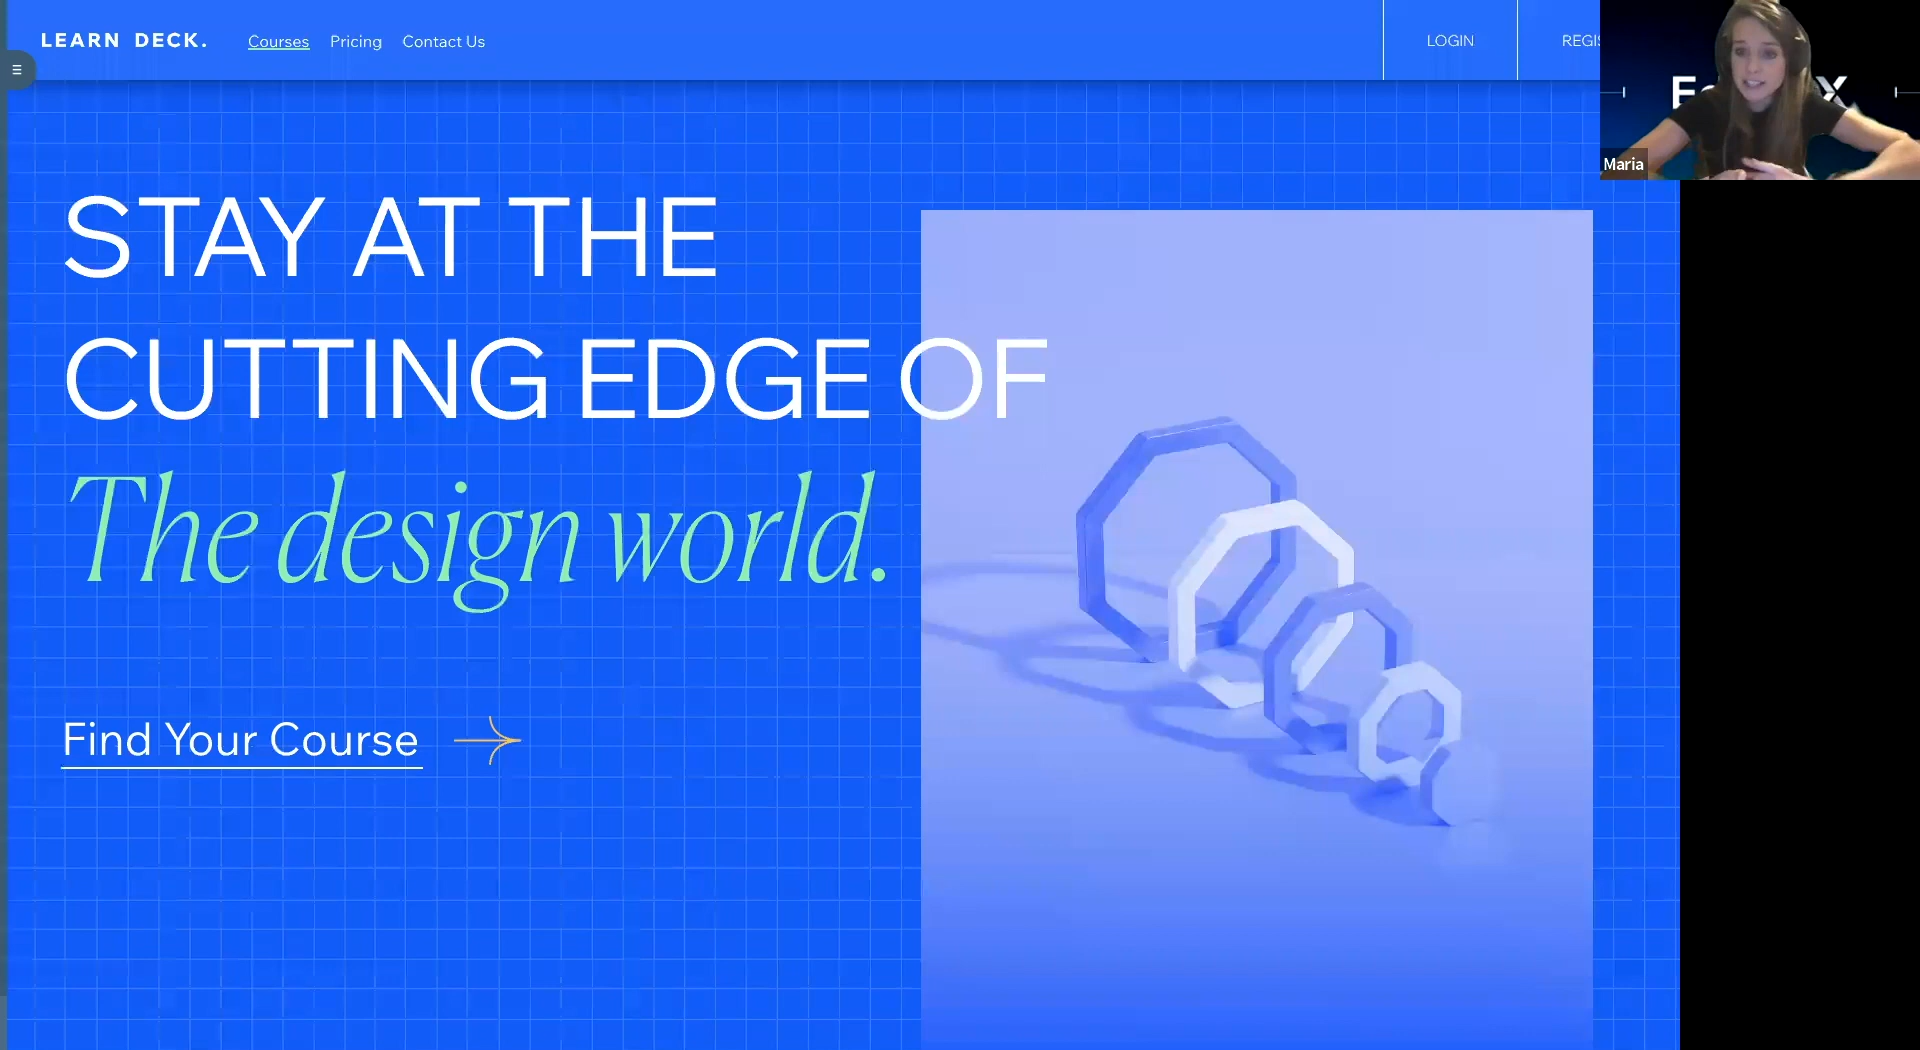 LEARN DECK.
Courses
Pricing
Contact Us
LOGIN
Maria
STAY AT THE
CUTTING EDGE OF
The design world.
Find Your Course